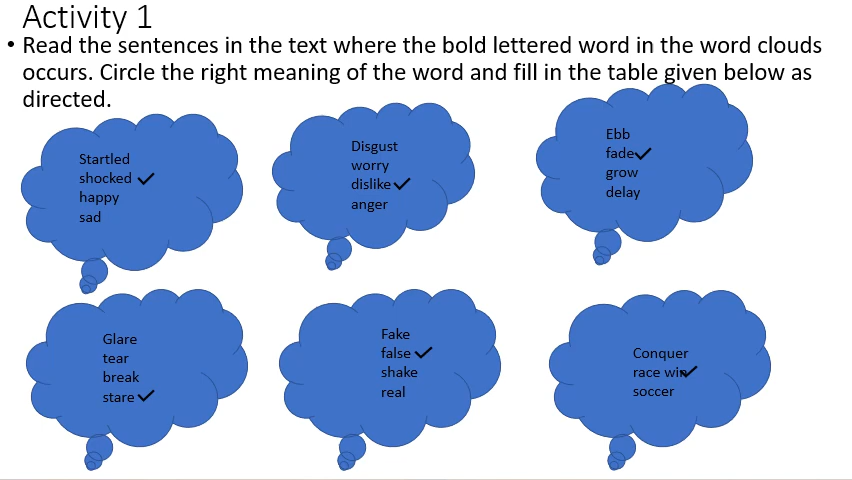 Activity 1
• Read the sentences in the text where the bold lettered word in the word clouds
occurs. Circle the right meaning of the word and fill in the table given below as
directed.
Startled
shocked ✓
happy
sad
Disgust
worry
dislike ✓
anger
Ebb
fade ✓
grow
delay
Glare
tear
break
stare ✓
Fake
false ✓
shake
real
Conquer
race win ✓
soccer